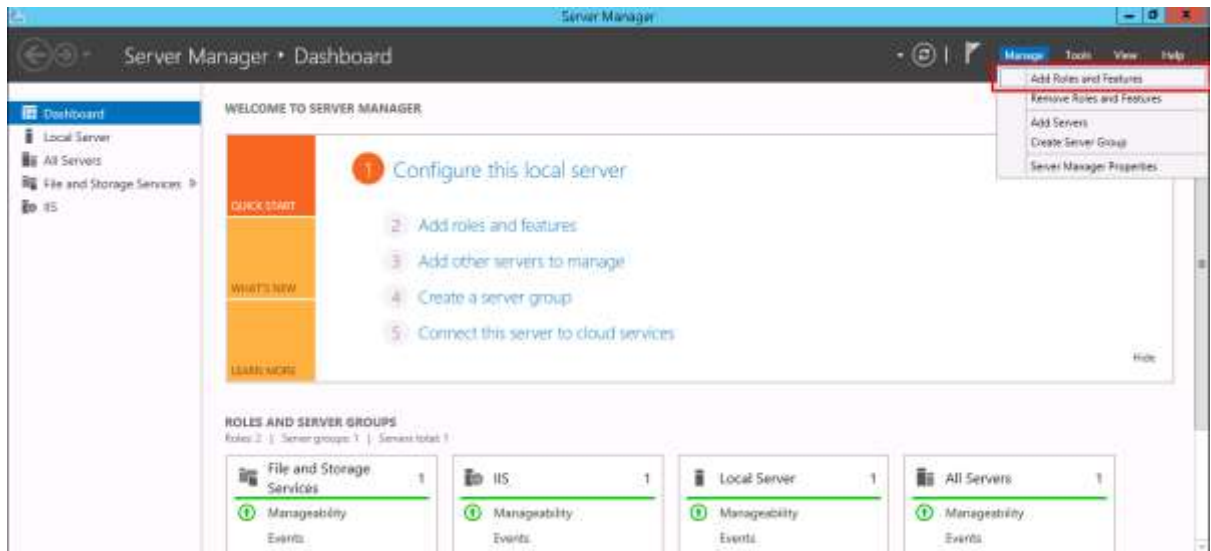 Server Manager
Server Manager • Dashboard
Manage Tools View Help
Add Roles and Features
Remove Roles and Features
Add Servers
Create Server Group
Server Manager Properties
Dashboard
Local Server
All Servers
File and Storage Services
IIS
WELCOME TO SERVER MANAGER
QUICK START
WHAT'S NEW
LEARN MORE
1 Configure this local server
2 Add roles and features
3 Add other servers to manage
4 Create a server group
5 Connect this server to cloud services
Hide
ROLES AND SERVER GROUPS
Roles: 2 | Server groups: 1 | Servers total: 1
File and Storage
Services 1
Manageability
Events
IIS 1
Manageability
Events
Local Server 1
Manageability
Events
All Servers 1
Manageability
Events